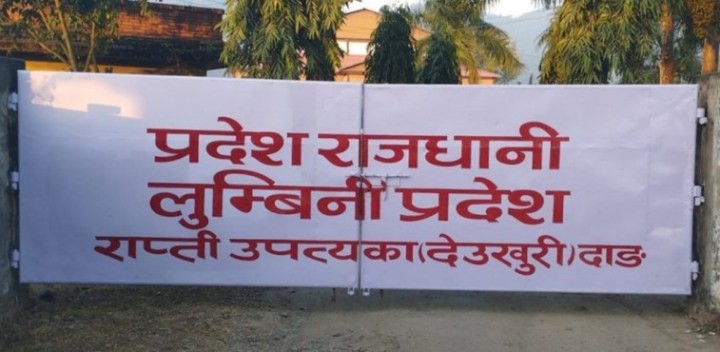 प्रदेश राजधानी
लुम्बिनी प्रदेश
राप्ती उपत्यका(देउखुरी)दाङ